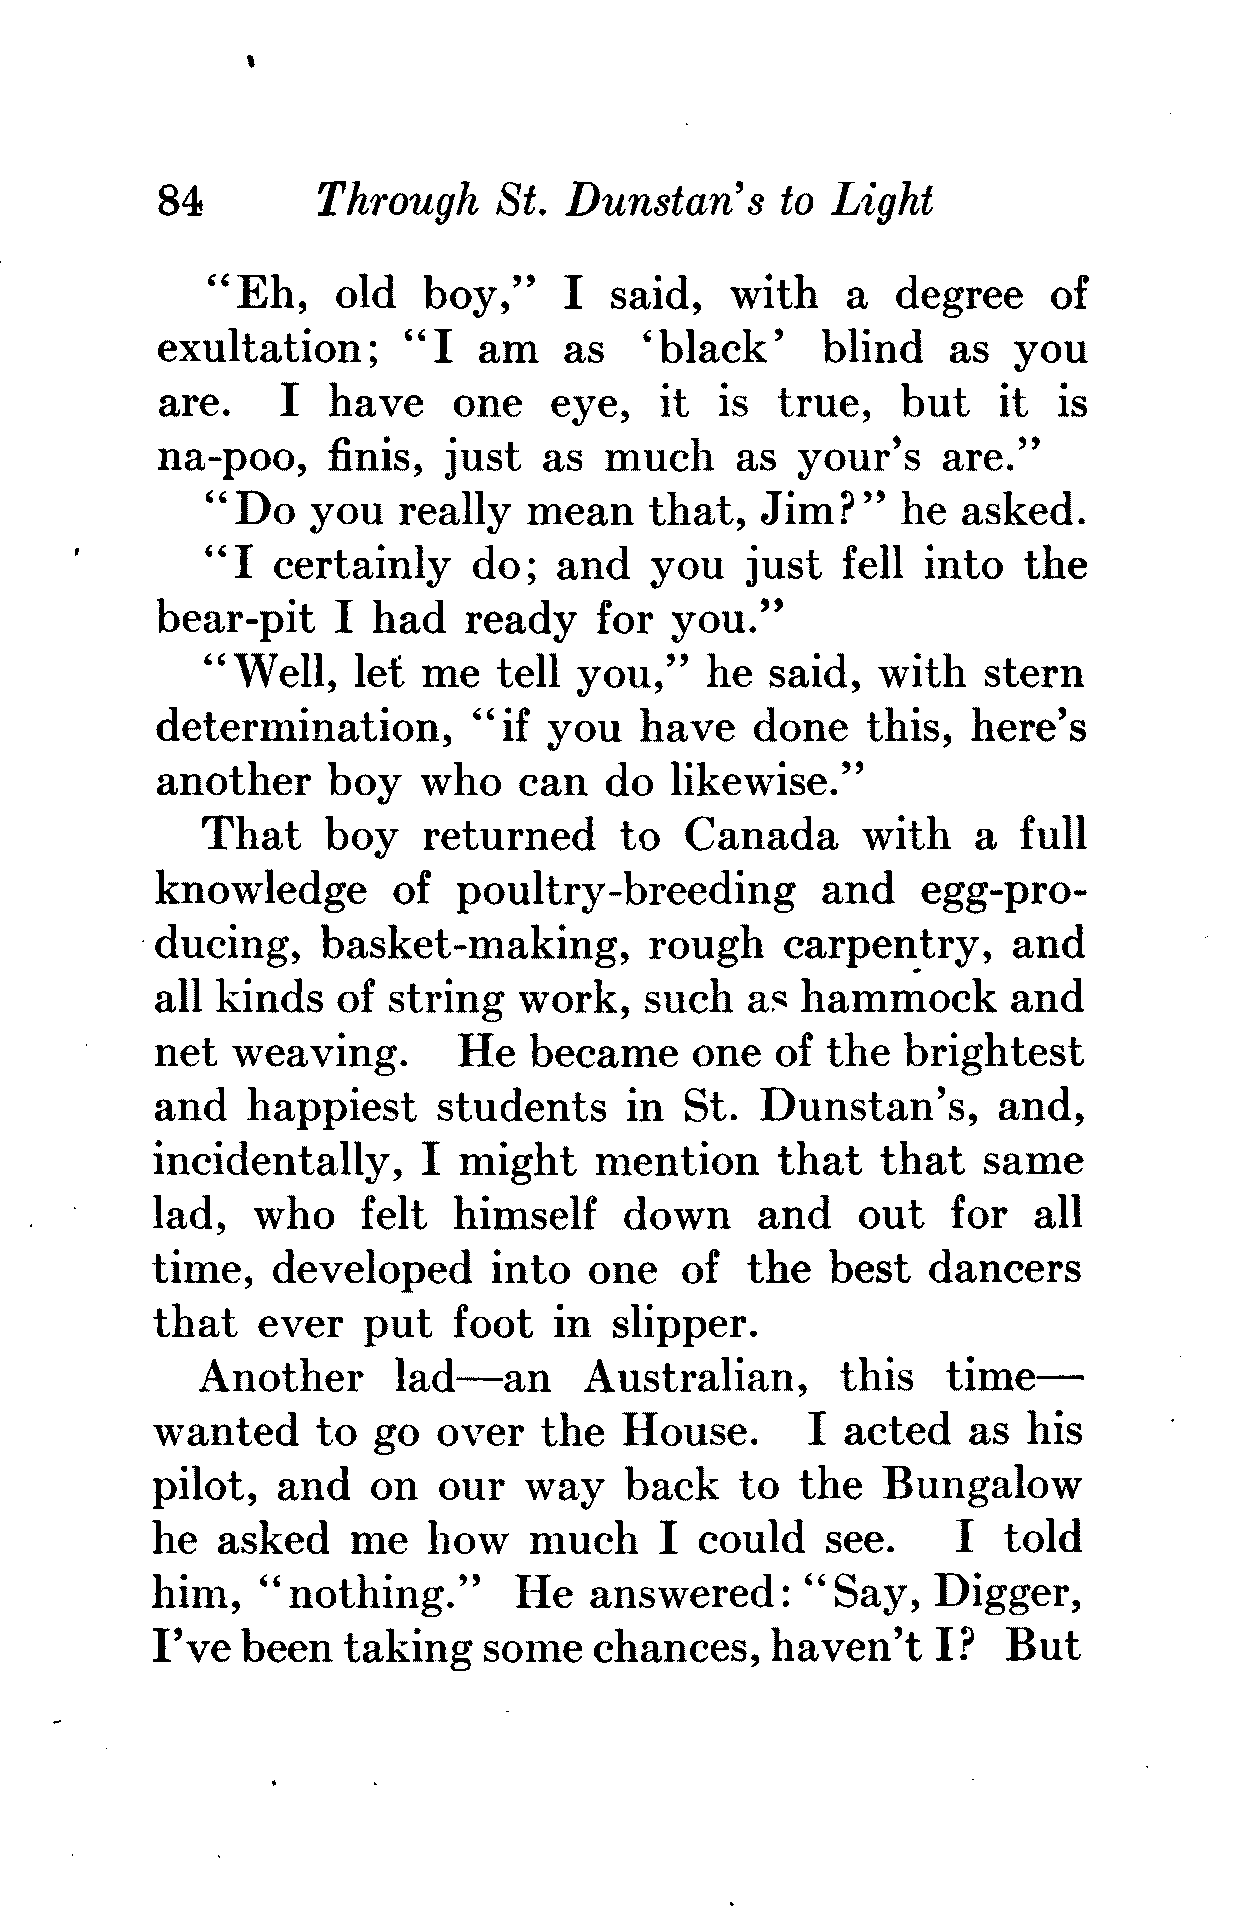 84 Through St. Dunstan's to Light
"Eh, old boy," I said, with a degree of
exultation; "I am as 'black' blind as you
are. I have one eye, it is true, but it is
na-poo, finis, just as much as your's are."
"Do you really mean that, Jim?" he asked.
"I certainly do; and you just fell into the
bear-pit I had ready for you."
"Well, let me tell you," he said, with stern
determination, "if you have done this, here's
another boy who can do likewise."
That boy returned to Canada with a full
knowledge of poultry-breeding and egg-pro-
ducing, basket-making, rough carpentry, and
all kinds of string work, such as hammock and
net weaving. He became one of the brightest
and happiest students in St. Dunstan's, and,
incidentally, I might mention that that same
lad, who felt himself down and out for all
time, developed into one of the best dancers
that ever put foot in slipper.
Another lad—an Australian, this time—
wanted to go over the House. I acted as his
pilot, and on our way back to the Bungalow
he asked me how much I could see. I told
him, "nothing." He answered: "Say, Digger,
I've been taking some chances, haven't I? But